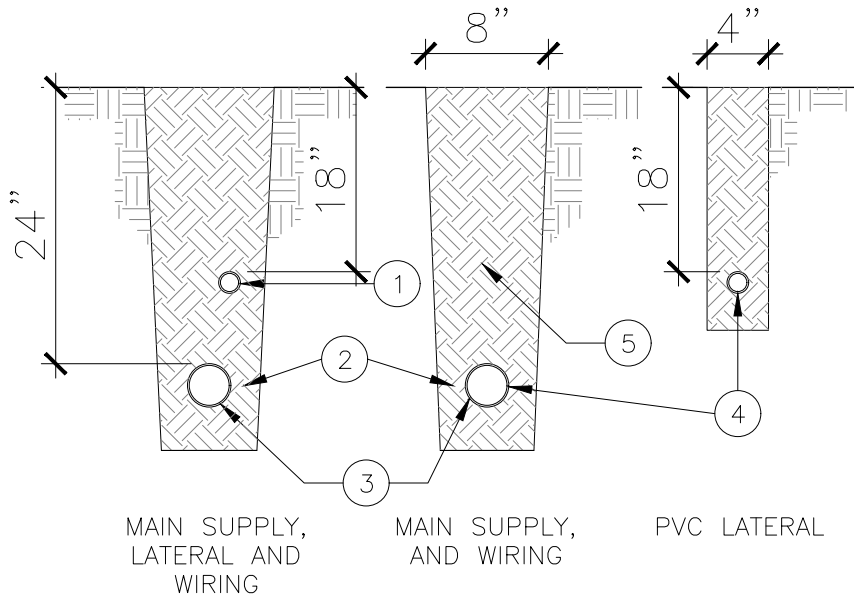 8”
4”
24”
18”
18”
1
2
5
4
3
MAIN SUPPLY,
LATERAL AND
WIRING
MAIN SUPPLY,
AND WIRING
PVC LATERAL